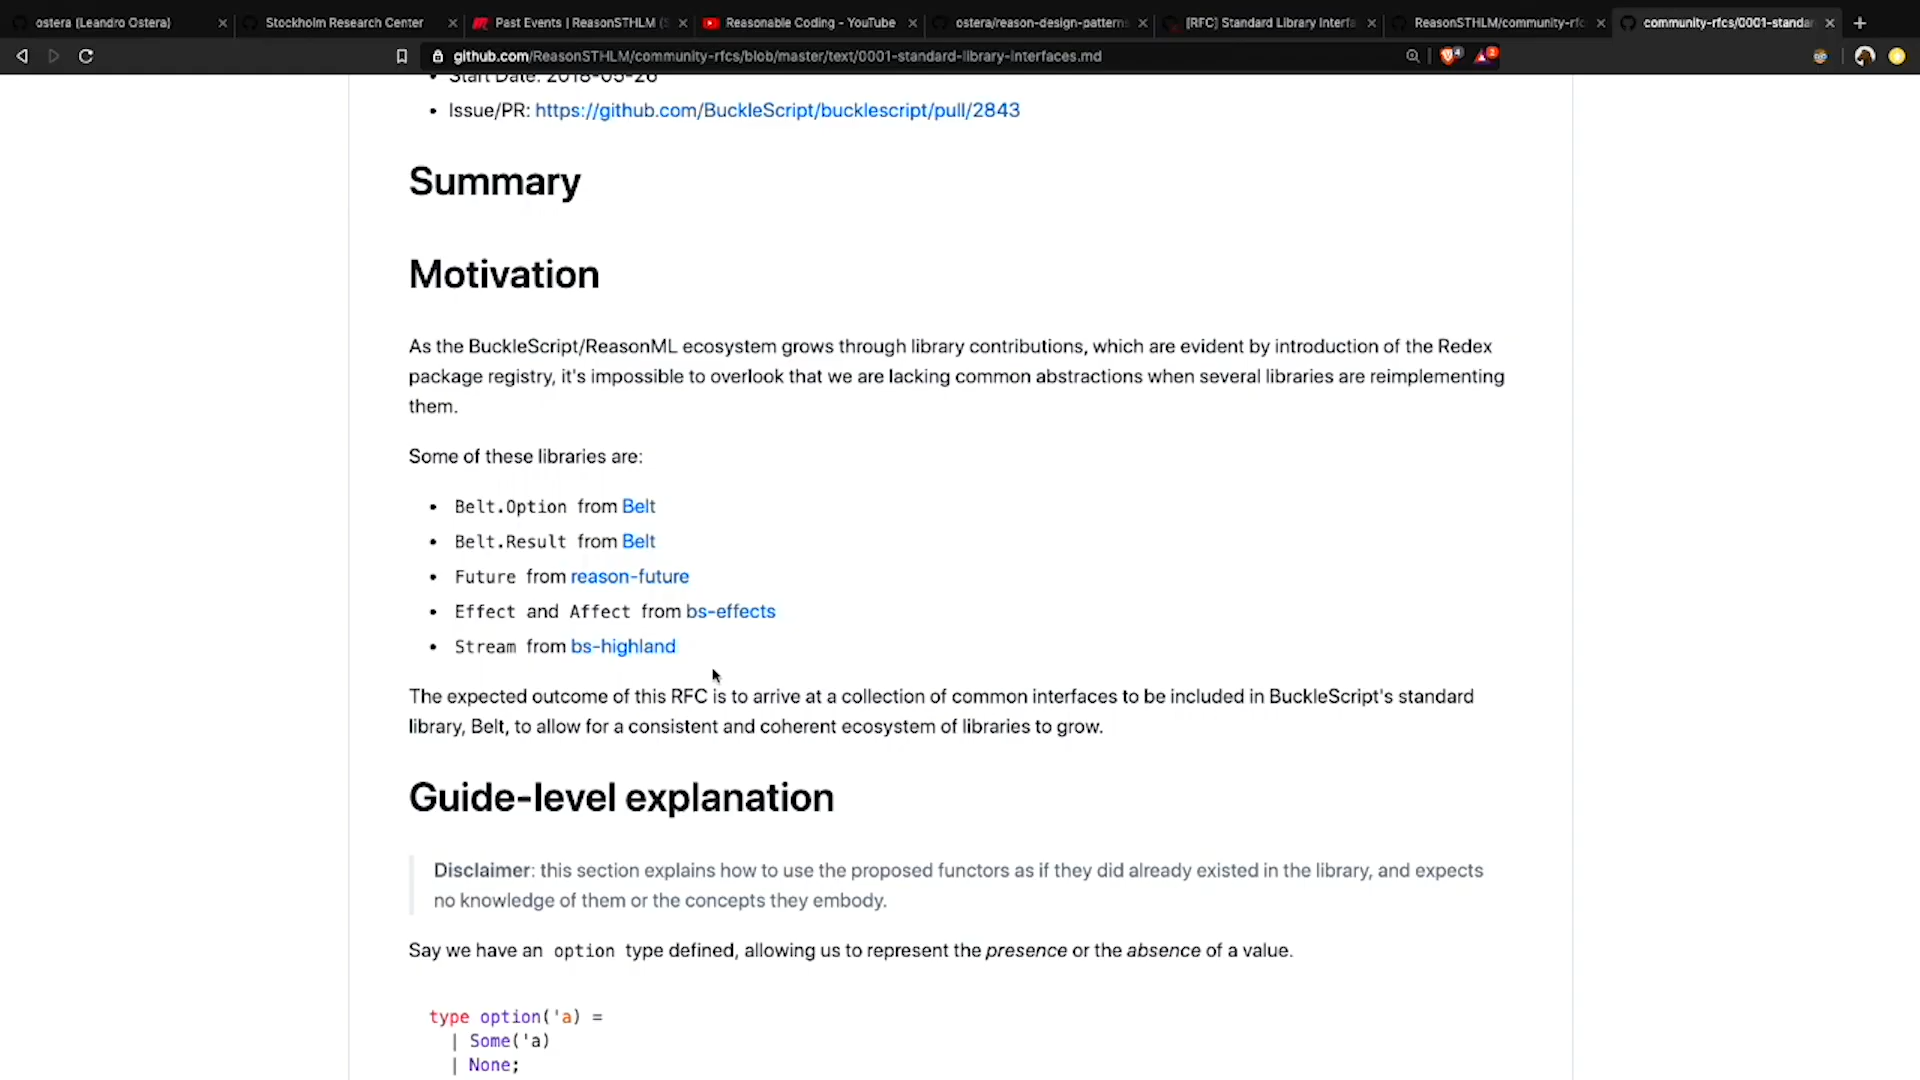 ostera (Leandro Ostera)
Stockholm Research Center
Past Events | ReasonSTHLM (S
Reasonable Coding - YouTube
ostera/reason-design-patterns
[RFC] Standard Library Interfa
ReasonSTHLM/community-rfc
community-rfcs/0001-standa
github.com/ReasonSTHLM/community-rfcs/blob/master/text/0001-standard-library-interfaces.md
Start Date: 2018-05-26
Issue/PR: https://github.com/BuckleScript/bucklescript/pull/2843
Summary
Motivation
As the BuckleScript/ReasonML ecosystem grows through library contributions, which are evident by introduction of the Redex
package registry, it's impossible to overlook that we are lacking common abstractions when several libraries are reimplementing
them.
Some of these libraries are:
• Belt.Option from Belt
• Belt.Result from Belt
• Future from reason-future
• Effect and Affect from bs-effects
• Stream from bs-highland
The expected outcome of this RFC is to arrive at a collection of common interfaces to be included in BuckleScript's standard
library, Belt, to allow for a consistent and coherent ecosystem of libraries to grow.
Guide-level explanation
Disclaimer: this section explains how to use the proposed functors as if they did already existed in the library, and expects
no knowledge of them or the concepts they embody.
Say we have an option type defined, allowing us to represent the presence or the absence of a value.
type option('a) =
| Some('a)
| None;